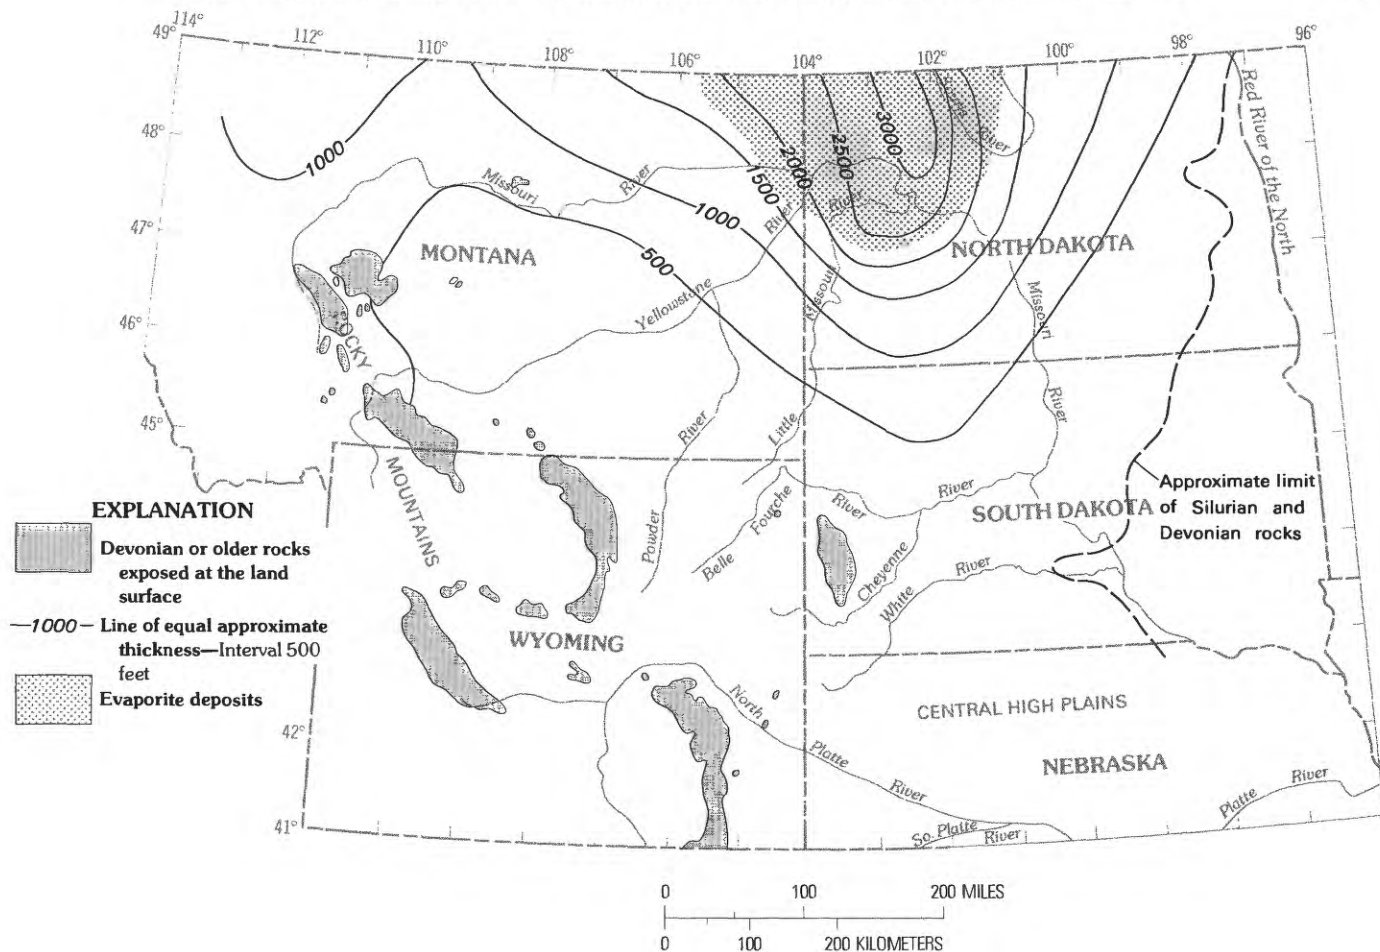 114°
49°
112°
110°
108°
106°
104°
102°
100°
98°
96°
48°
47°
46°
45°
42°
41°
1000
1000
500
1500
2000
2500
3000
Missouri
River
River
River
River
Red River of the North
MONTANA
NORTH DAKOTA
Yellowstone
River
Missouri
Missouri
River
Little
ROCKY
MOUNTAINS
Powder
River
Belle
Fourche
River
Cheyenne
River
White
River
SOUTH DAKOTA
Approximate limit
of Silurian and
Devonian rocks
WYOMING
North
Platte
River
CENTRAL HIGH PLAINS
NEBRASKA
So. Platte
River
Platte
River
EXPLANATION
Devonian or older rocks
exposed at the land
surface
—1000— Line of equal approximate
thickness—Interval 500
feet
Evaporite deposits
0 100 200 MILES
0 100 200 KILOMETERS